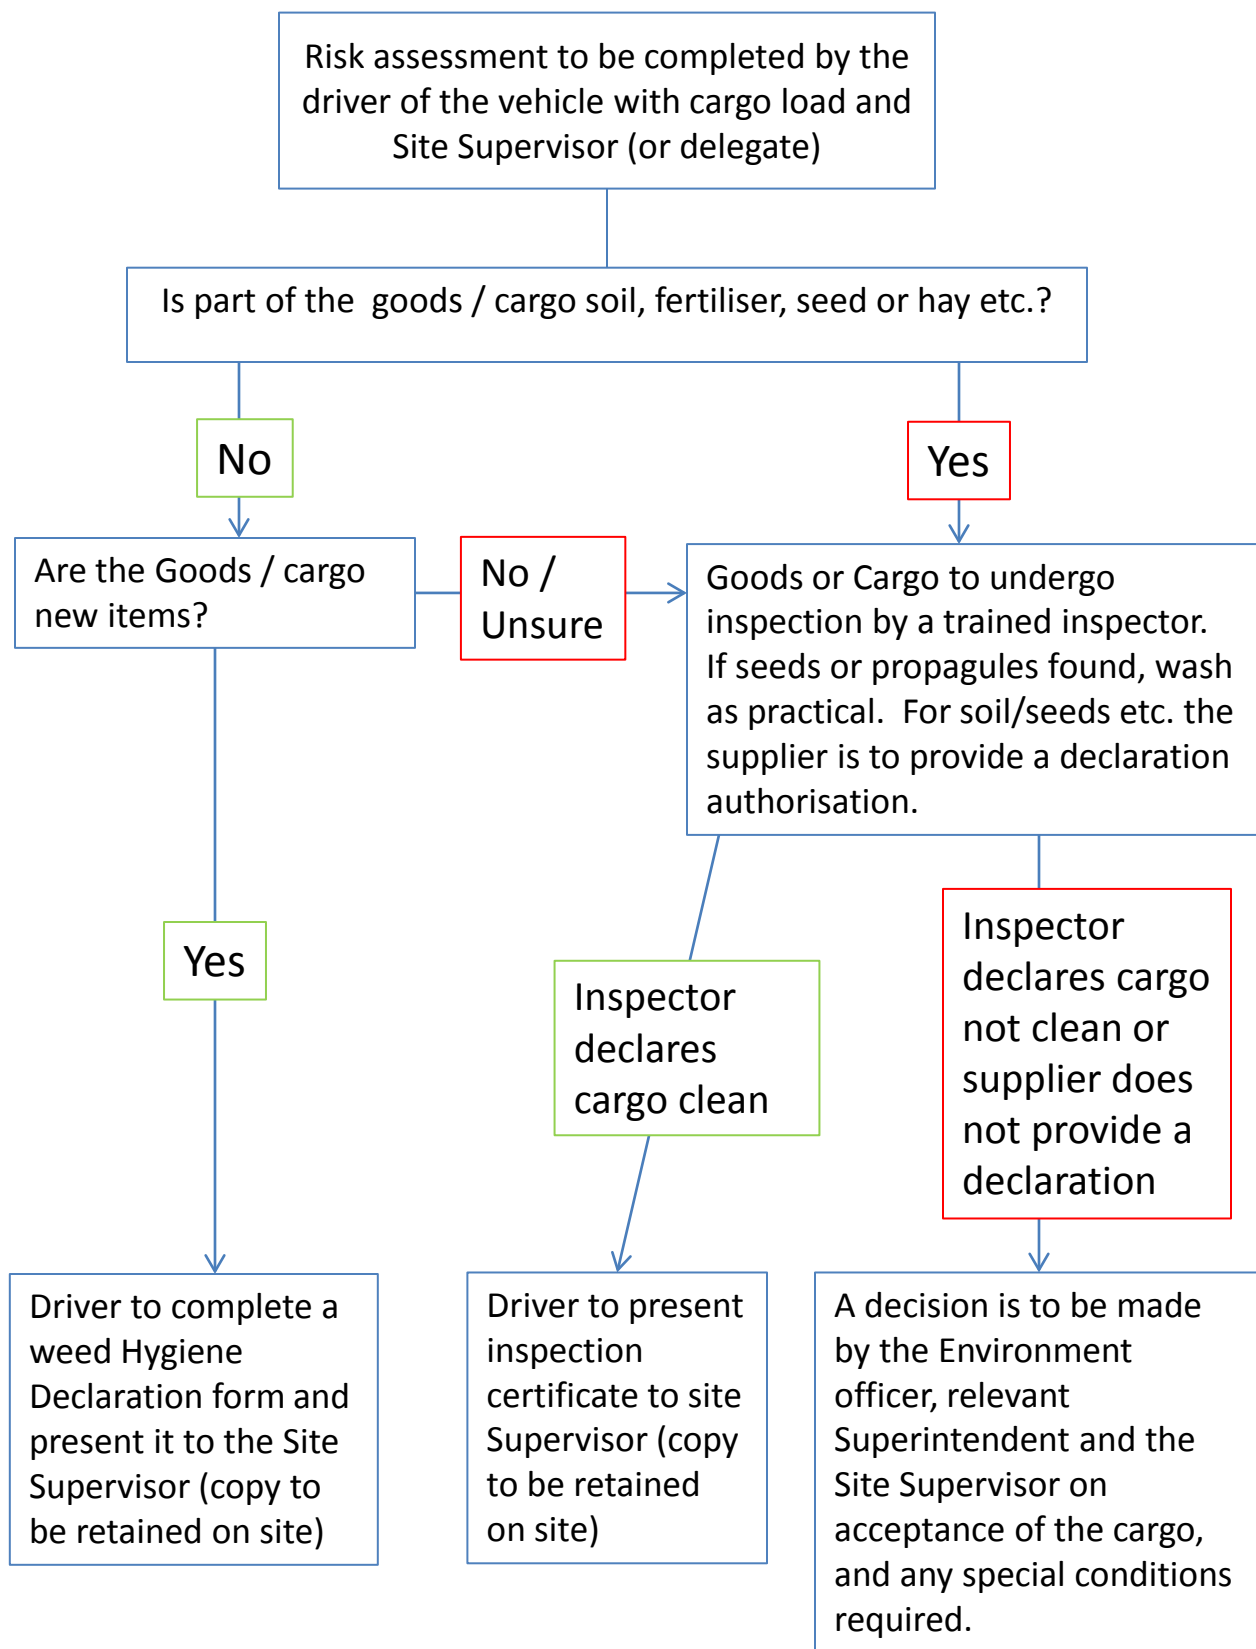 Risk assessment to be completed by the
driver of the vehicle with cargo load and
Site Supervisor (or delegate)
Is part of the  goods / cargo soil, fertiliser, seed or hay etc.?
No
Yes
Are the Goods / cargo
new items?
No /
Unsure
Goods or Cargo to undergo
inspection by a trained inspector.
If seeds or propagules found, wash
as practical.  For soil/seeds etc. the
supplier is to provide a declaration
authorisation.
Yes
Inspector
declares
cargo clean
Inspector
declares cargo
not clean or
supplier does
not provide a
declaration
Driver to complete a
weed Hygiene
Declaration form and
present it to the Site
Supervisor (copy to
be retained on site)
Driver to present
inspection
certificate to site
Supervisor (copy
to be retained
on site)
A decision is to be made
by the Environment
officer, relevant
Superintendent and the
Site Supervisor on
acceptance of the cargo,
and any special conditions
required.